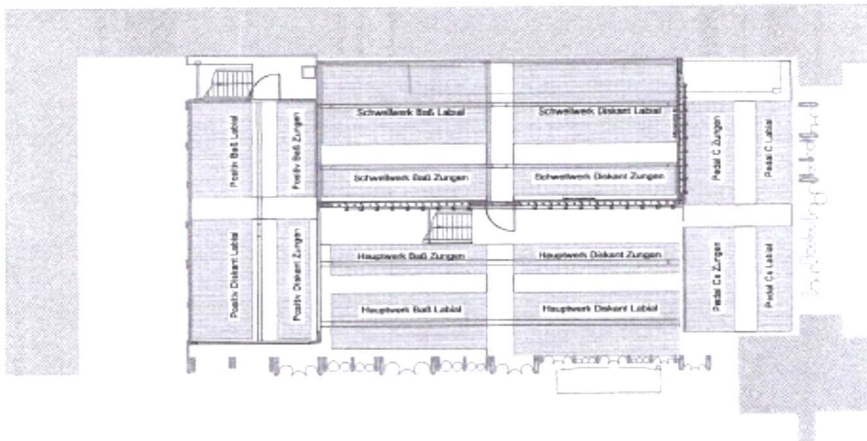 Schwellwerk Baß Labial
Schwellwerk Diskant Labial
Schwellwerk Baß Zungen
Schwellwerk Diskant Zungen
Positiv Baß Labial
Positiv Baß Zungen
Positiv Diskant Labial
Positiv Diskant Zungen
Hauptwerk Baß Zungen
Hauptwerk Diskant Zungen
Hauptwerk Baß Labial
Hauptwerk Diskant Labial
Pedal C Zungen
Pedal C Labial
Pedal Cs Zungen
Pedal Cs Labial